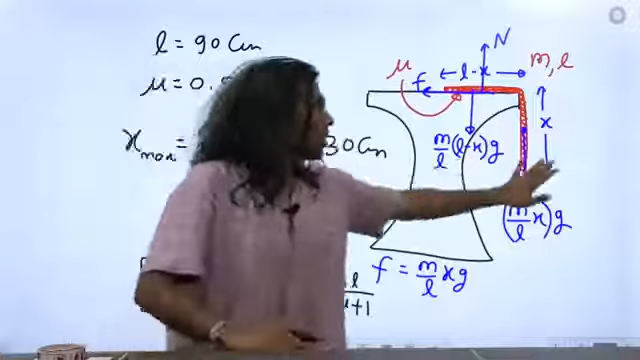 l = 90 Cm
μ = 0.
x_max = 30 Cm
N
μ
f
l-x
m, l
x
m/l (l-x)g
(m/l x)g
f = m/l xg
l
+1